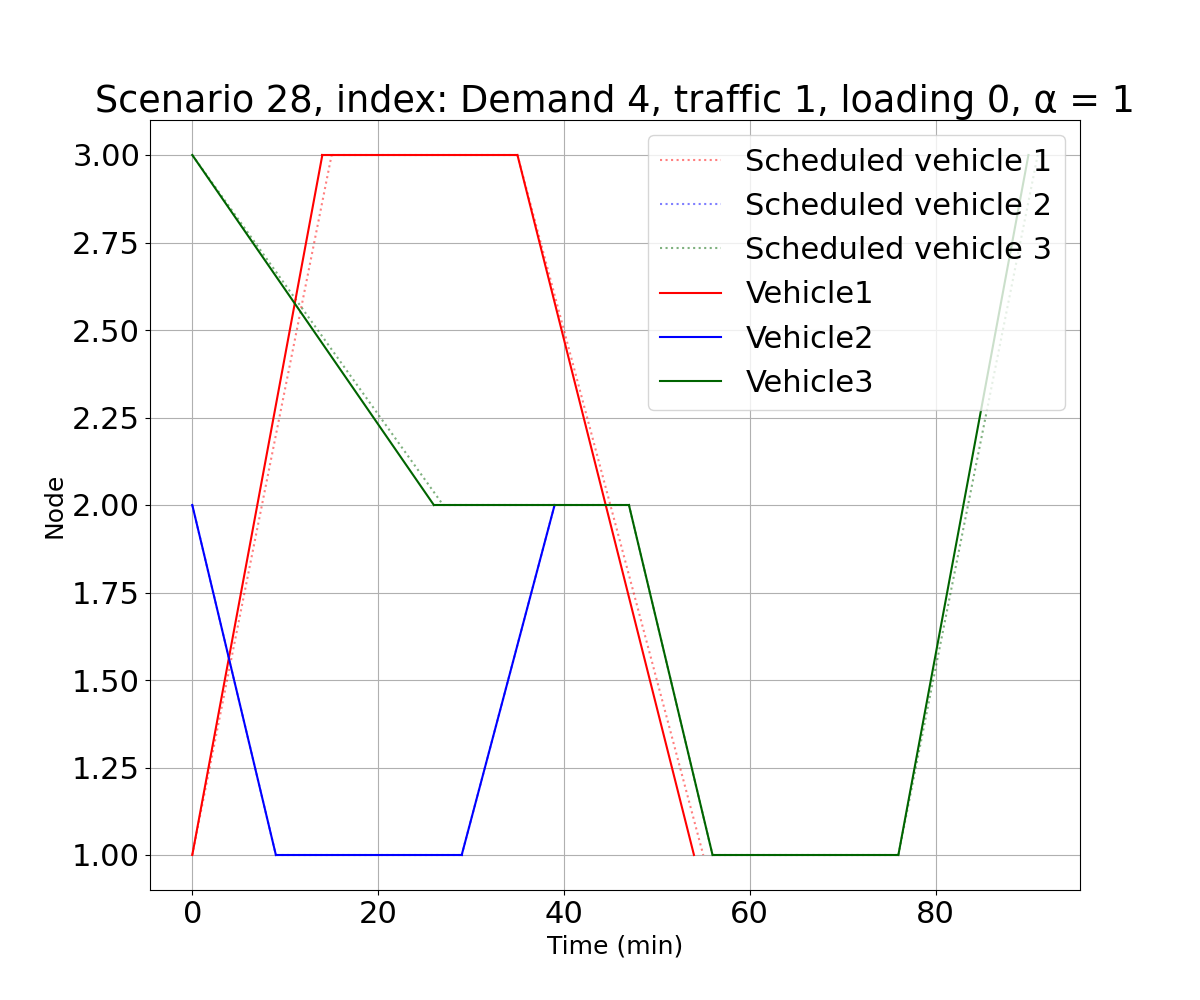 Scenario 28, index: Demand 4, traffic 1, loading 0, α = 1
3.00
2.75
2.50
2.25
2.00
1.75
1.50
1.25
1.00
Node
Scheduled vehicle 1
Scheduled vehicle 2
Scheduled vehicle 3
Vehicle1
Vehicle2
Vehicle3
0 20 40 60 80
Time (min)